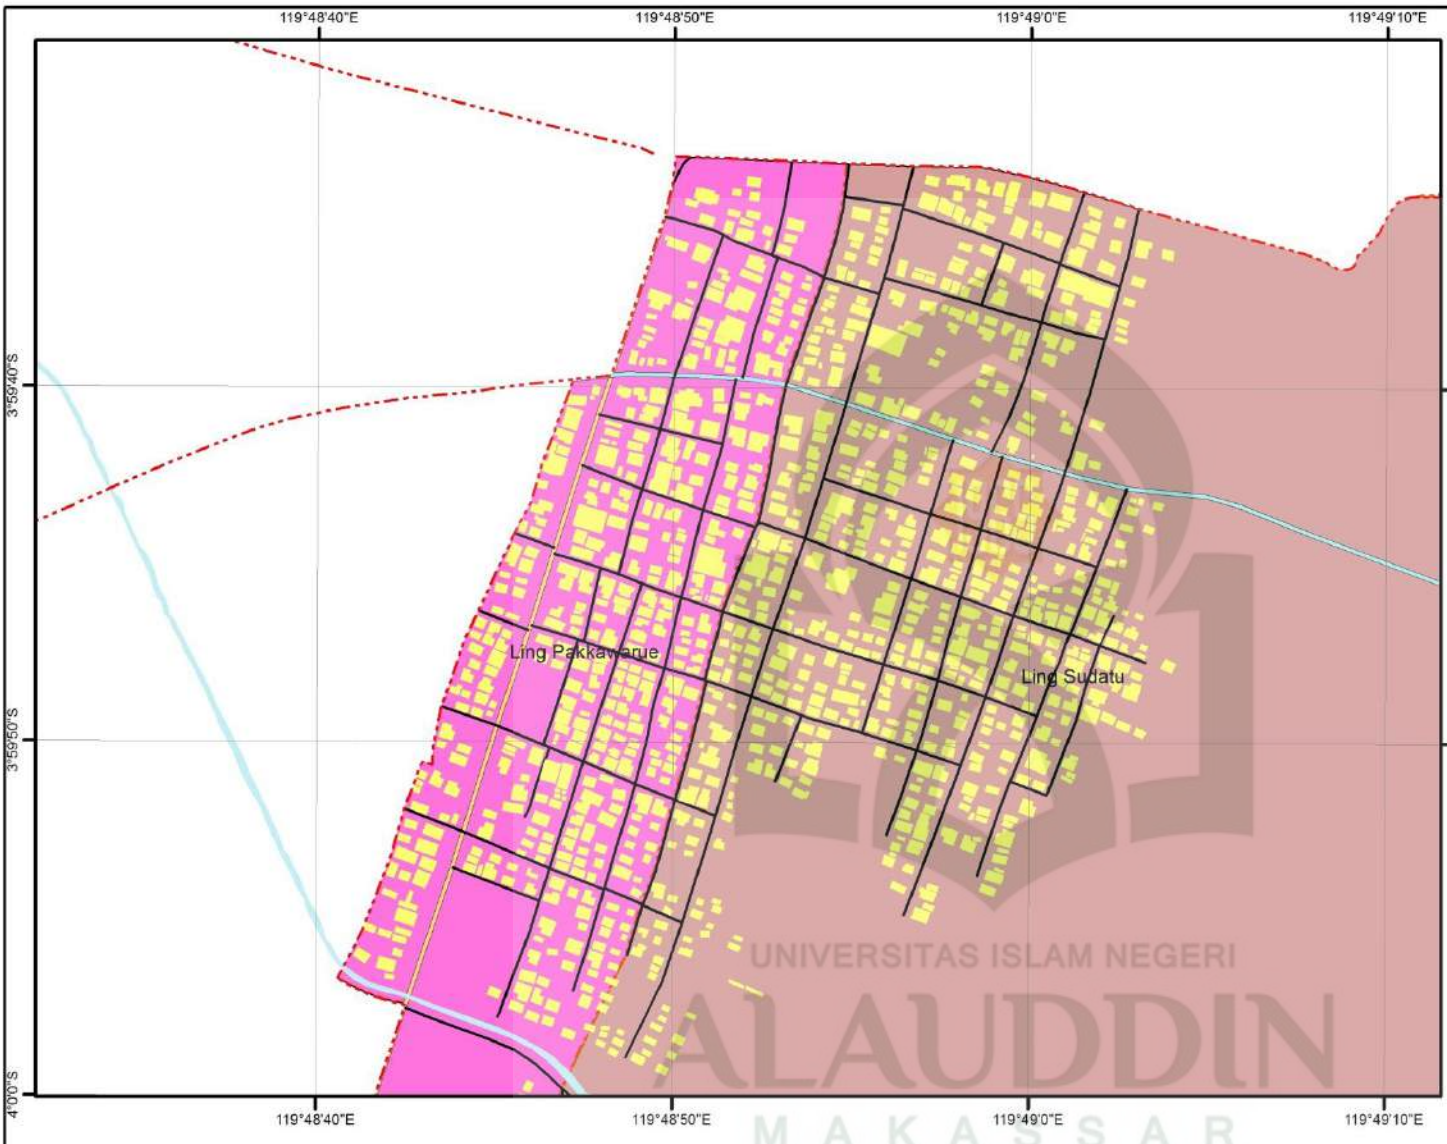 119°48'40"E 119°48'50"E 119°49'0"E 119°49'10"E
3°59'40"S
Ling Pakkawarue
Ling Sudatu
3°59'50"S
UNIVERSITAS ISLAM NEGERI
ALAUDDIN
4°0'0"S
119°48'40"E 119°48'50"E 119°49'0"E 119°49'10"E
MAKASSAR